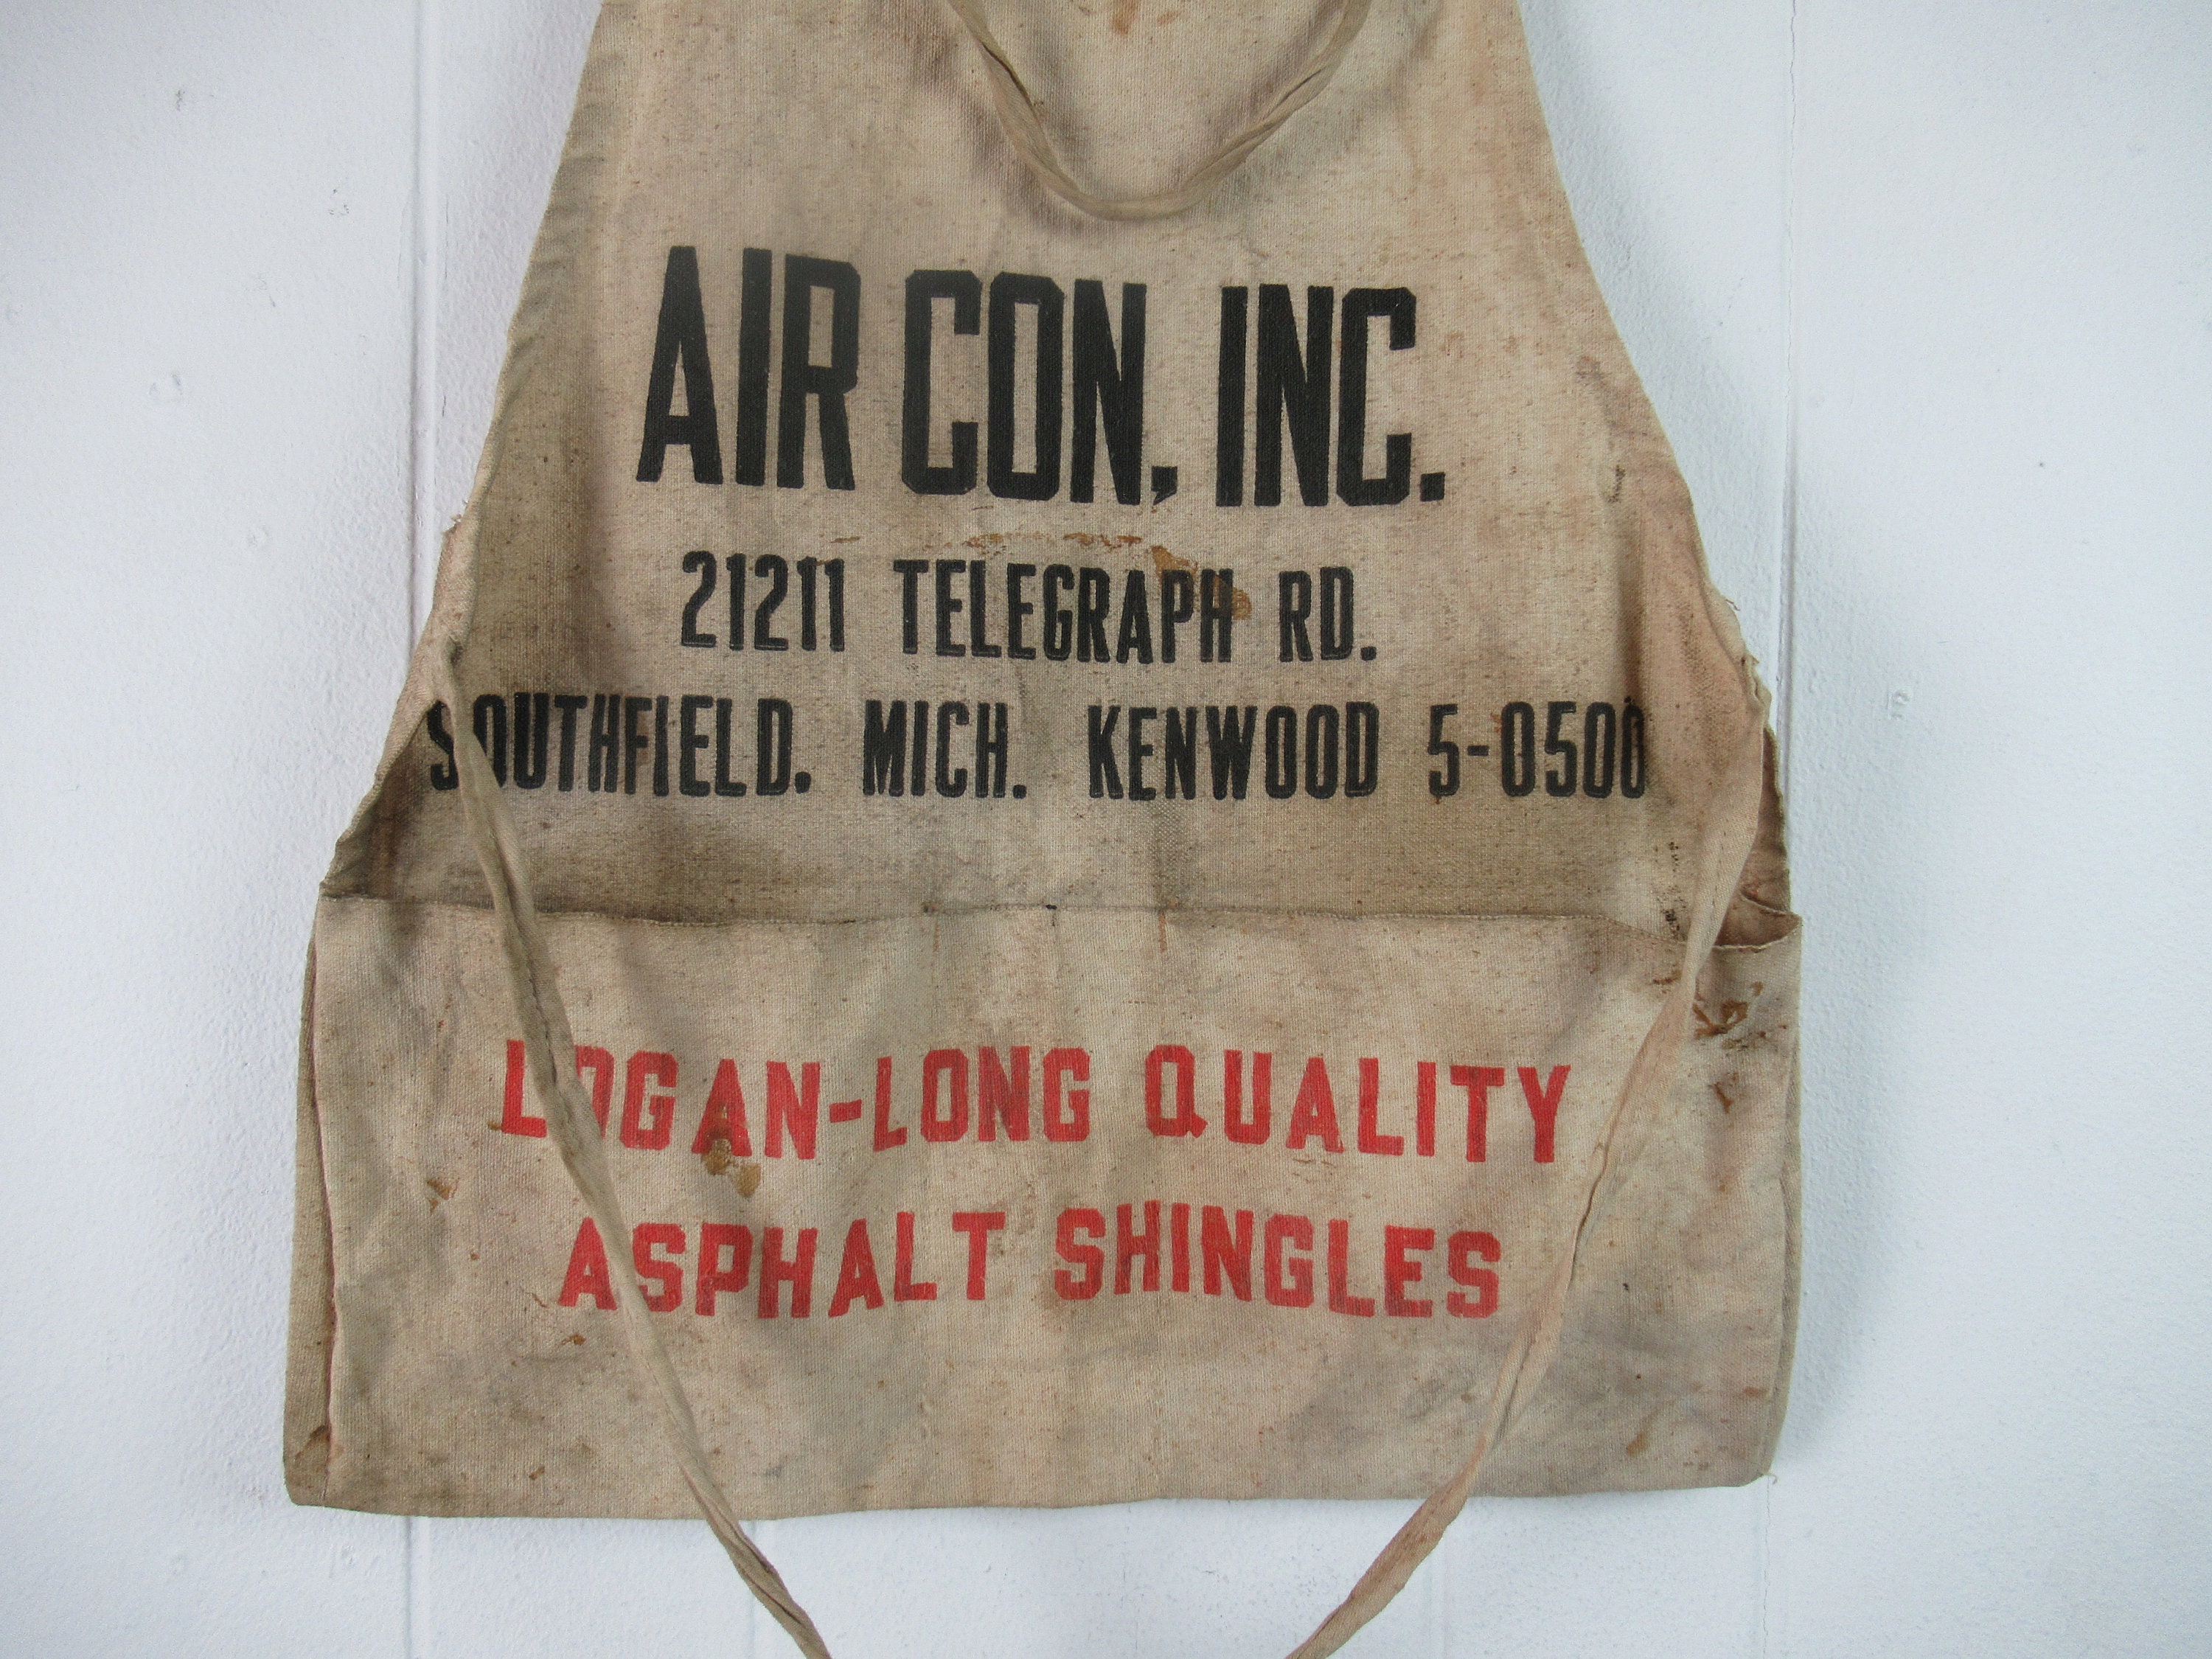 AIR CON, INC.
21211 TELEGRAPH RD.
SOUTHFIELD, MICH. KENWOOD 5-0500
LOGAN-LONG QUALITY
ASPHALT SHINGLES